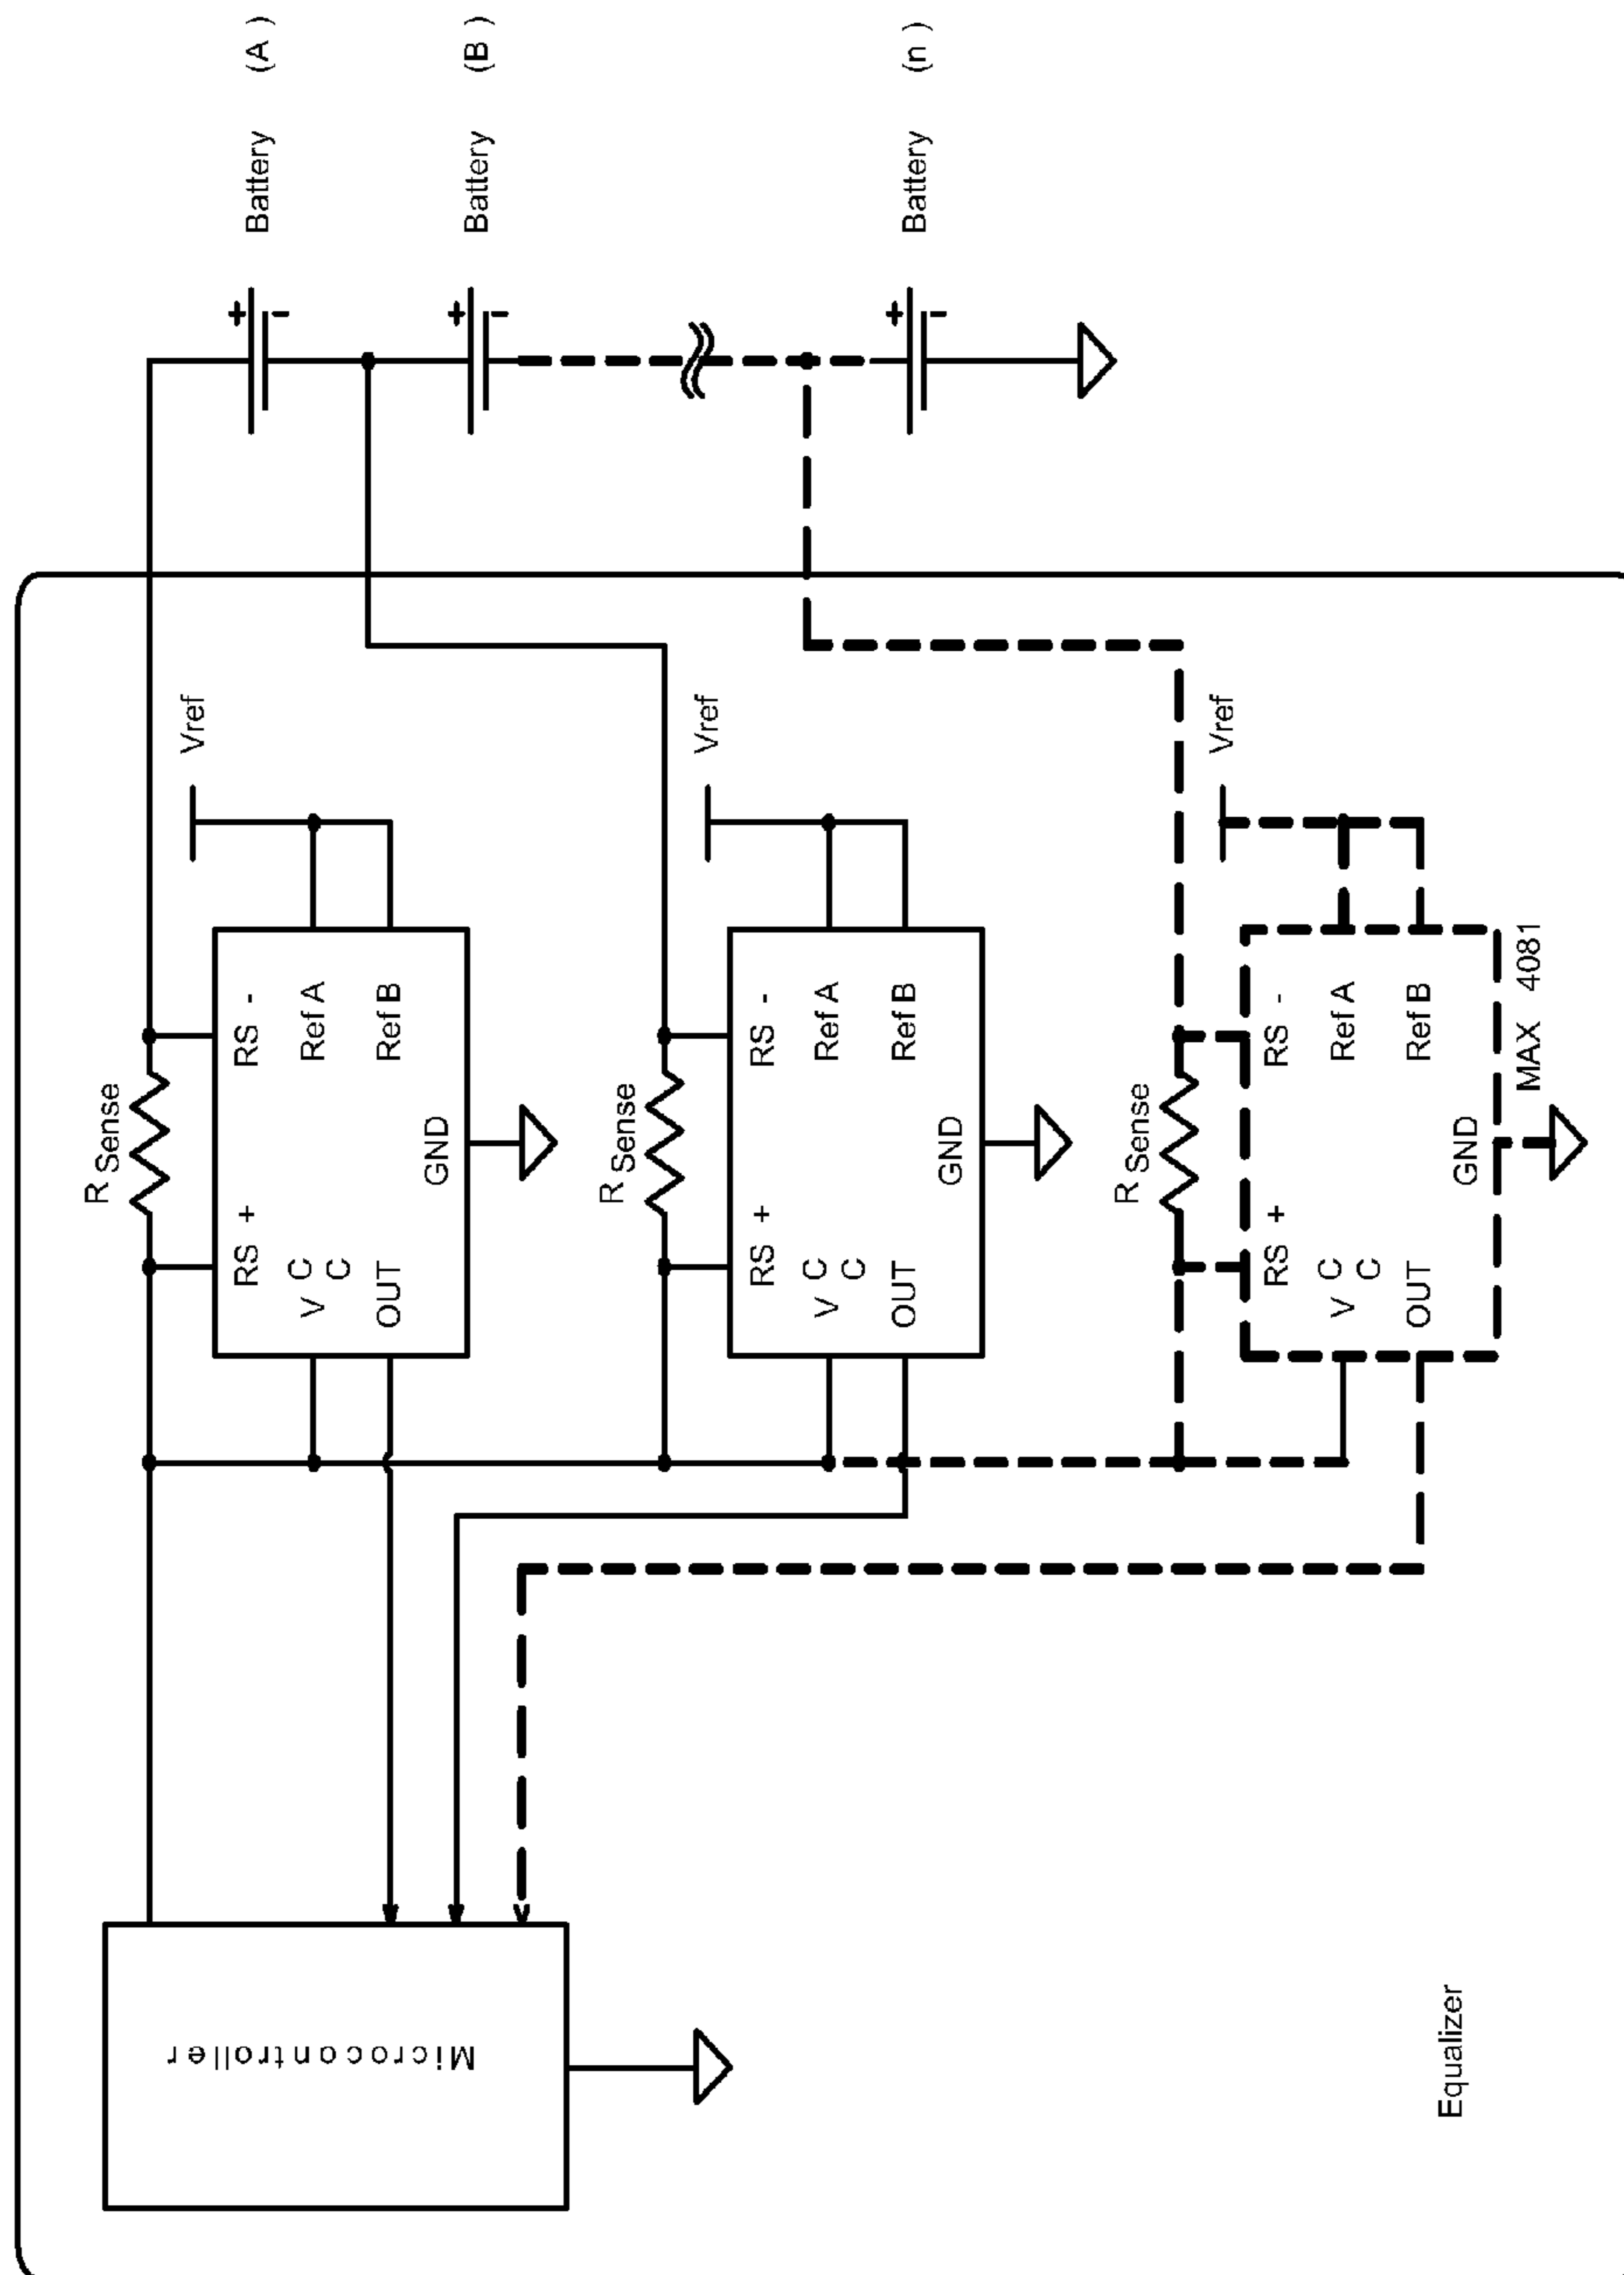 Battery (A)
Battery (B)
Battery (n)
Vref
R Sense
RS +
RS -
V C C
Ref A
OUT
Ref B
GND
Vref
R Sense
RS +
RS -
V C C
Ref A
OUT
Ref B
GND
Vref
R Sense
RS +
RS -
V C C
Ref A
OUT
Ref B
GND
MAX 4081
Microcontroller
Equalizer